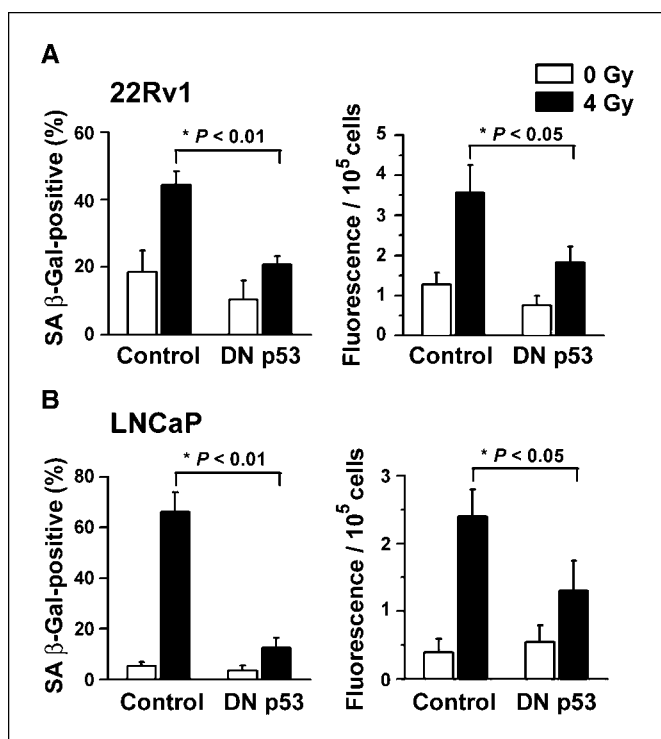 A
22Rv1
0 Gy
4 Gy
SA β-Gal-positive (%)
60
40
20
0
* P < 0.01
Control
DN p53
Fluorescence / 10⁵ cells
5
4
3
2
1
0
* P < 0.05
Control
DN p53
B
LNCaP
SA β-Gal-positive (%)
80
60
40
20
0
* P < 0.01
Control
DN p53
Fluorescence / 10⁵ cells
3
2
1
0
* P < 0.05
Control
DN p53